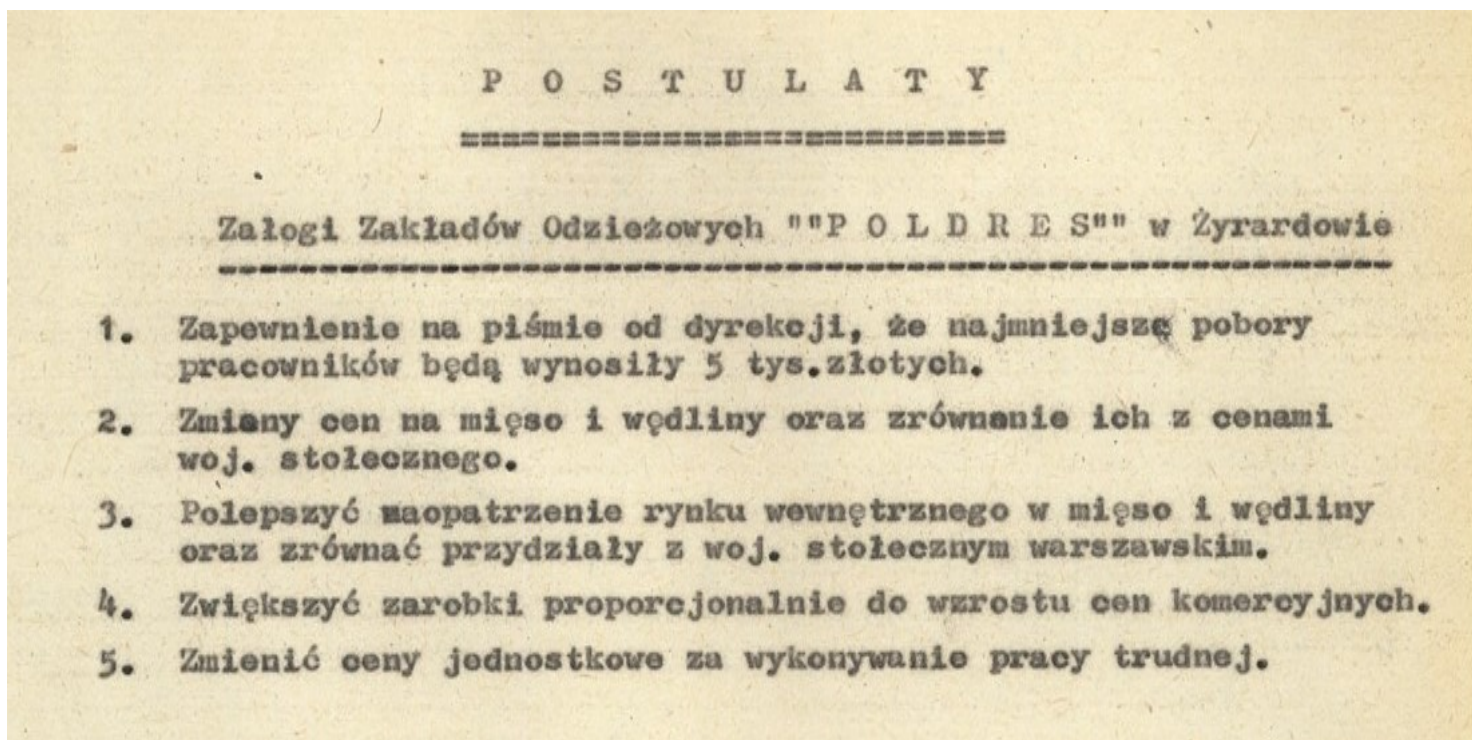 P O S T U L A T Y
===========================
Załogi Zakładów Odzieżowych ""P O L D R E S"" w Żyrardowie
----------------------------------------------------------
1. Zapewnienie na piśmie od dyrekcji, że najmniejszę pobory
pracowników będą wynosiły 5 tys.złotych.
2. Zmiany cen na mięso i wędliny oraz zrównanie ich z cenami
woj. stołecznego.
3. Polepszyć zaopatrzenie rynku wewnętrznego w mięso i wędliny
oraz zrównać przydziały z woj. stołecznym warszawskim.
4. Zwiększyć zarobki proporcjonalnie do wzrostu cen komercyjnych.
5. Zmienić ceny jednostkowe za wykonywanie pracy trudnej.